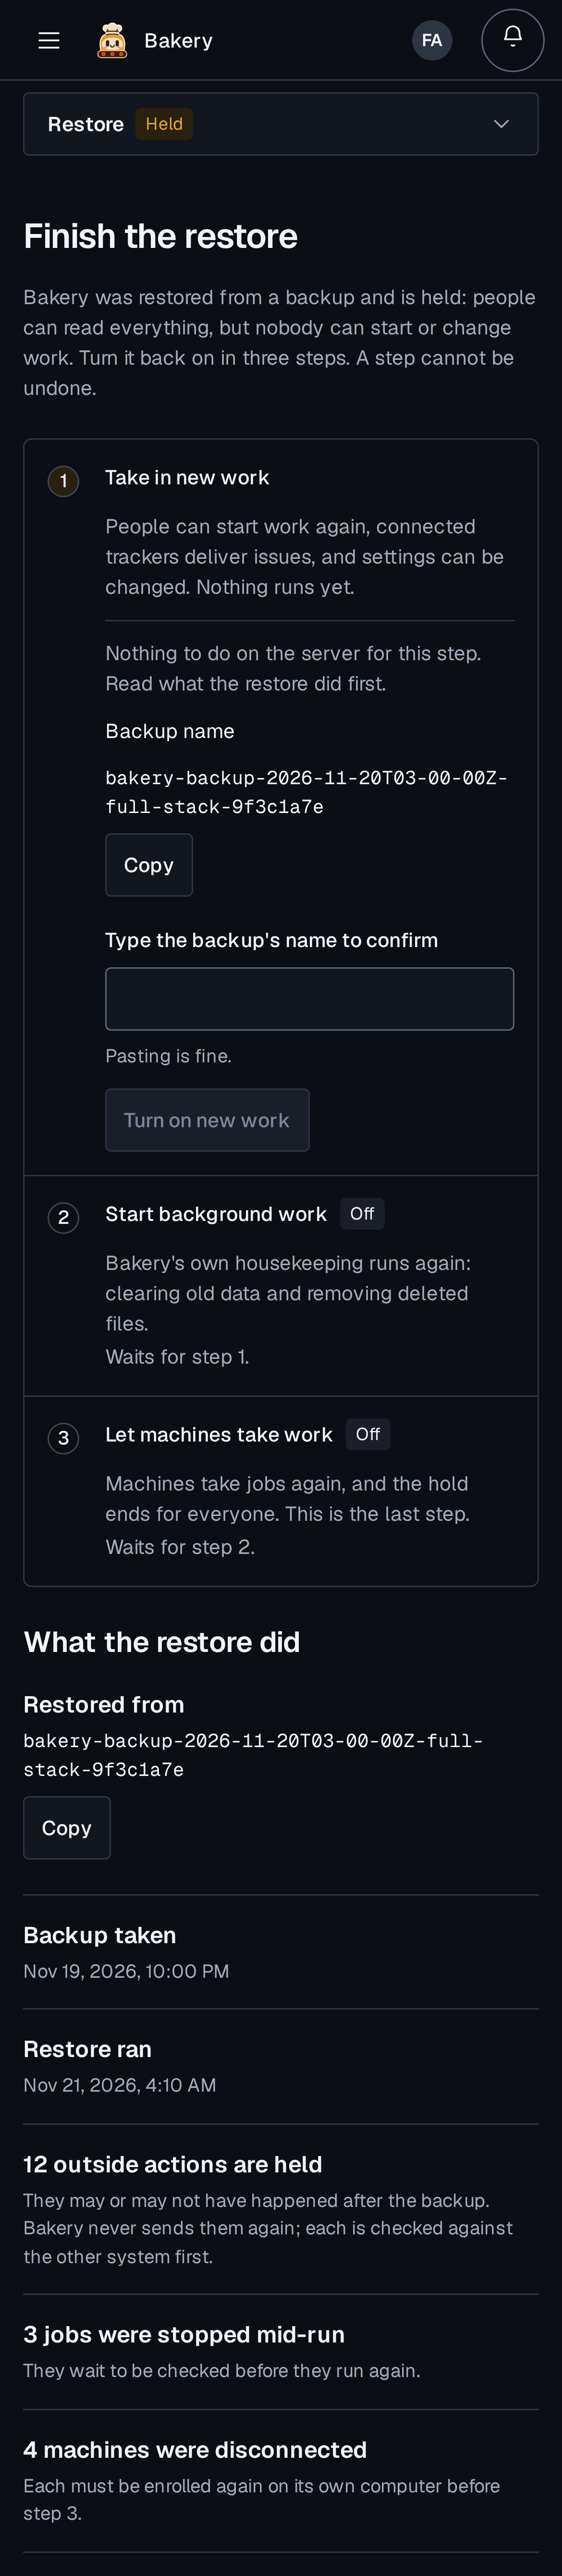 Bakery
FA
Restore
Held
Finish the restore
Bakery was restored from a backup and is held: people
can read everything, but nobody can start or change
work. Turn it back on in three steps. A step cannot be
undone.
1
Take in new work
People can start work again, connected
trackers deliver issues, and settings can be
changed. Nothing runs yet.
Nothing to do on the server for this step.
Read what the restore did first.
Backup name
bakery-backup-2026-11-20T03-00-00Z-
full-stack-9f3c1a7e
Copy
Type the backup's name to confirm
Pasting is fine.
Turn on new work
2
Start background work
Off
Bakery's own housekeeping runs again:
clearing old data and removing deleted
files.
Waits for step 1.
3
Let machines take work
Off
Machines take jobs again, and the hold
ends for everyone. This is the last step.
Waits for step 2.
What the restore did
Restored from
bakery-backup-2026-11-20T03-00-00Z-full-
stack-9f3c1a7e
Copy
Backup taken
Nov 19, 2026, 10:00 PM
Restore ran
Nov 21, 2026, 4:10 AM
12 outside actions are held
They may or may not have happened after the backup.
Bakery never sends them again; each is checked against
the other system first.
3 jobs were stopped mid-run
They wait to be checked before they run again.
4 machines were disconnected
Each must be enrolled again on its own computer before
step 3.